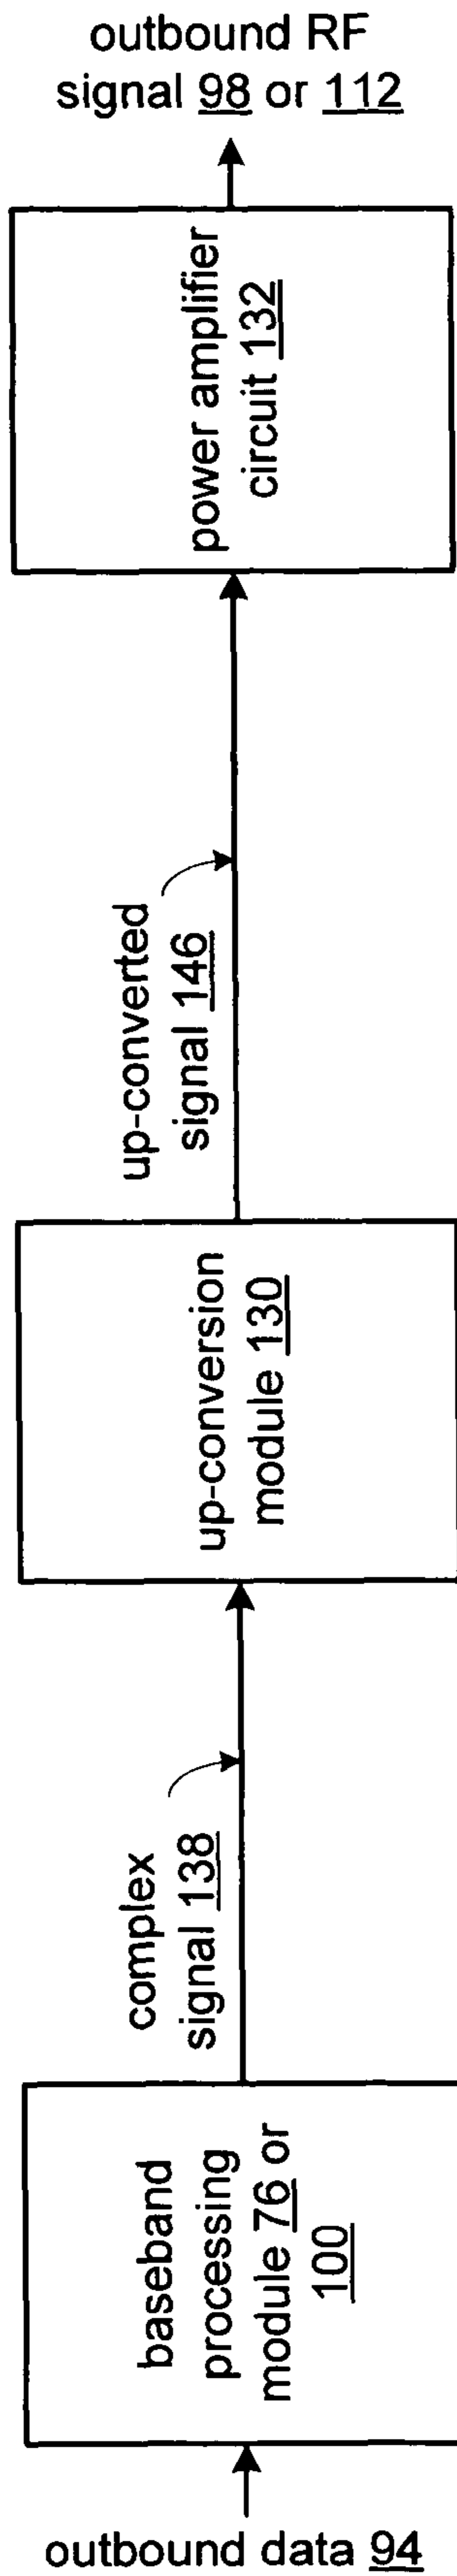 outbound RF
signal 98 or 112
power amplifier
circuit 132
up-converted
signal 146
up-conversion
module 130
complex
signal 138
baseband
processing
module 76 or
100
outbound data 94